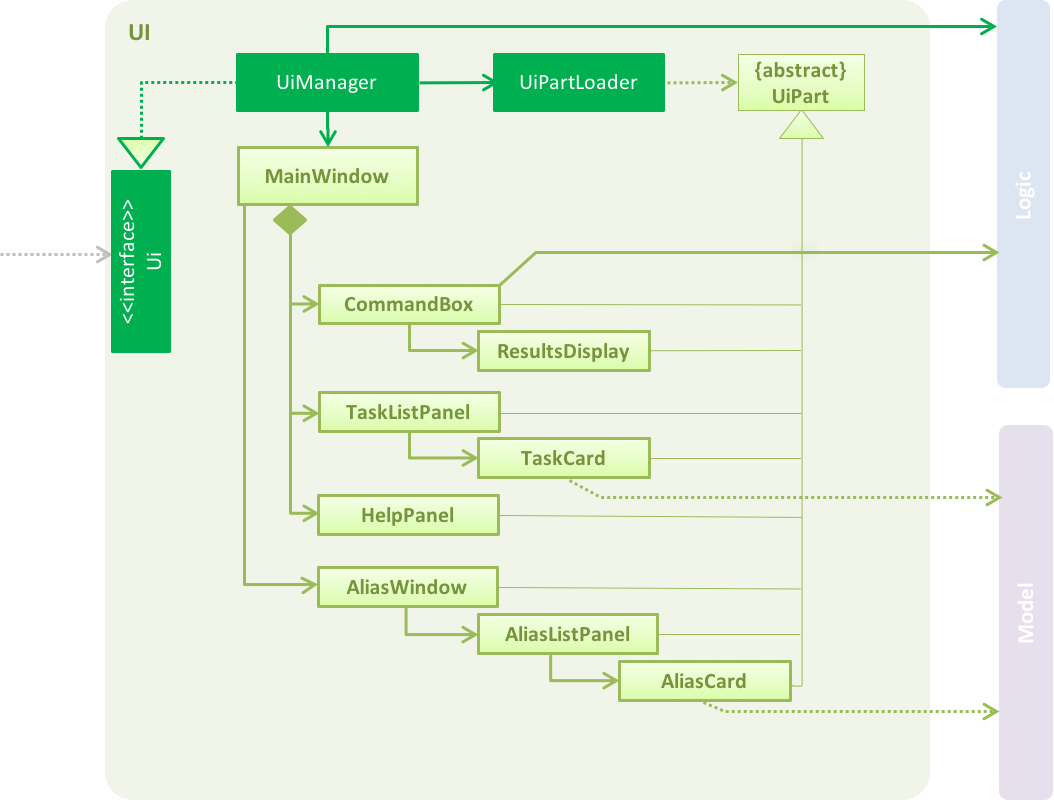 UI
UiManager
UiPartLoader
{abstract}
UiPart
MainWindow
<<interface>>
Ui
Logic
CommandBox
ResultsDisplay
TaskListPanel
TaskCard
HelpPanel
AliasWindow
AliasListPanel
AliasCard
Model